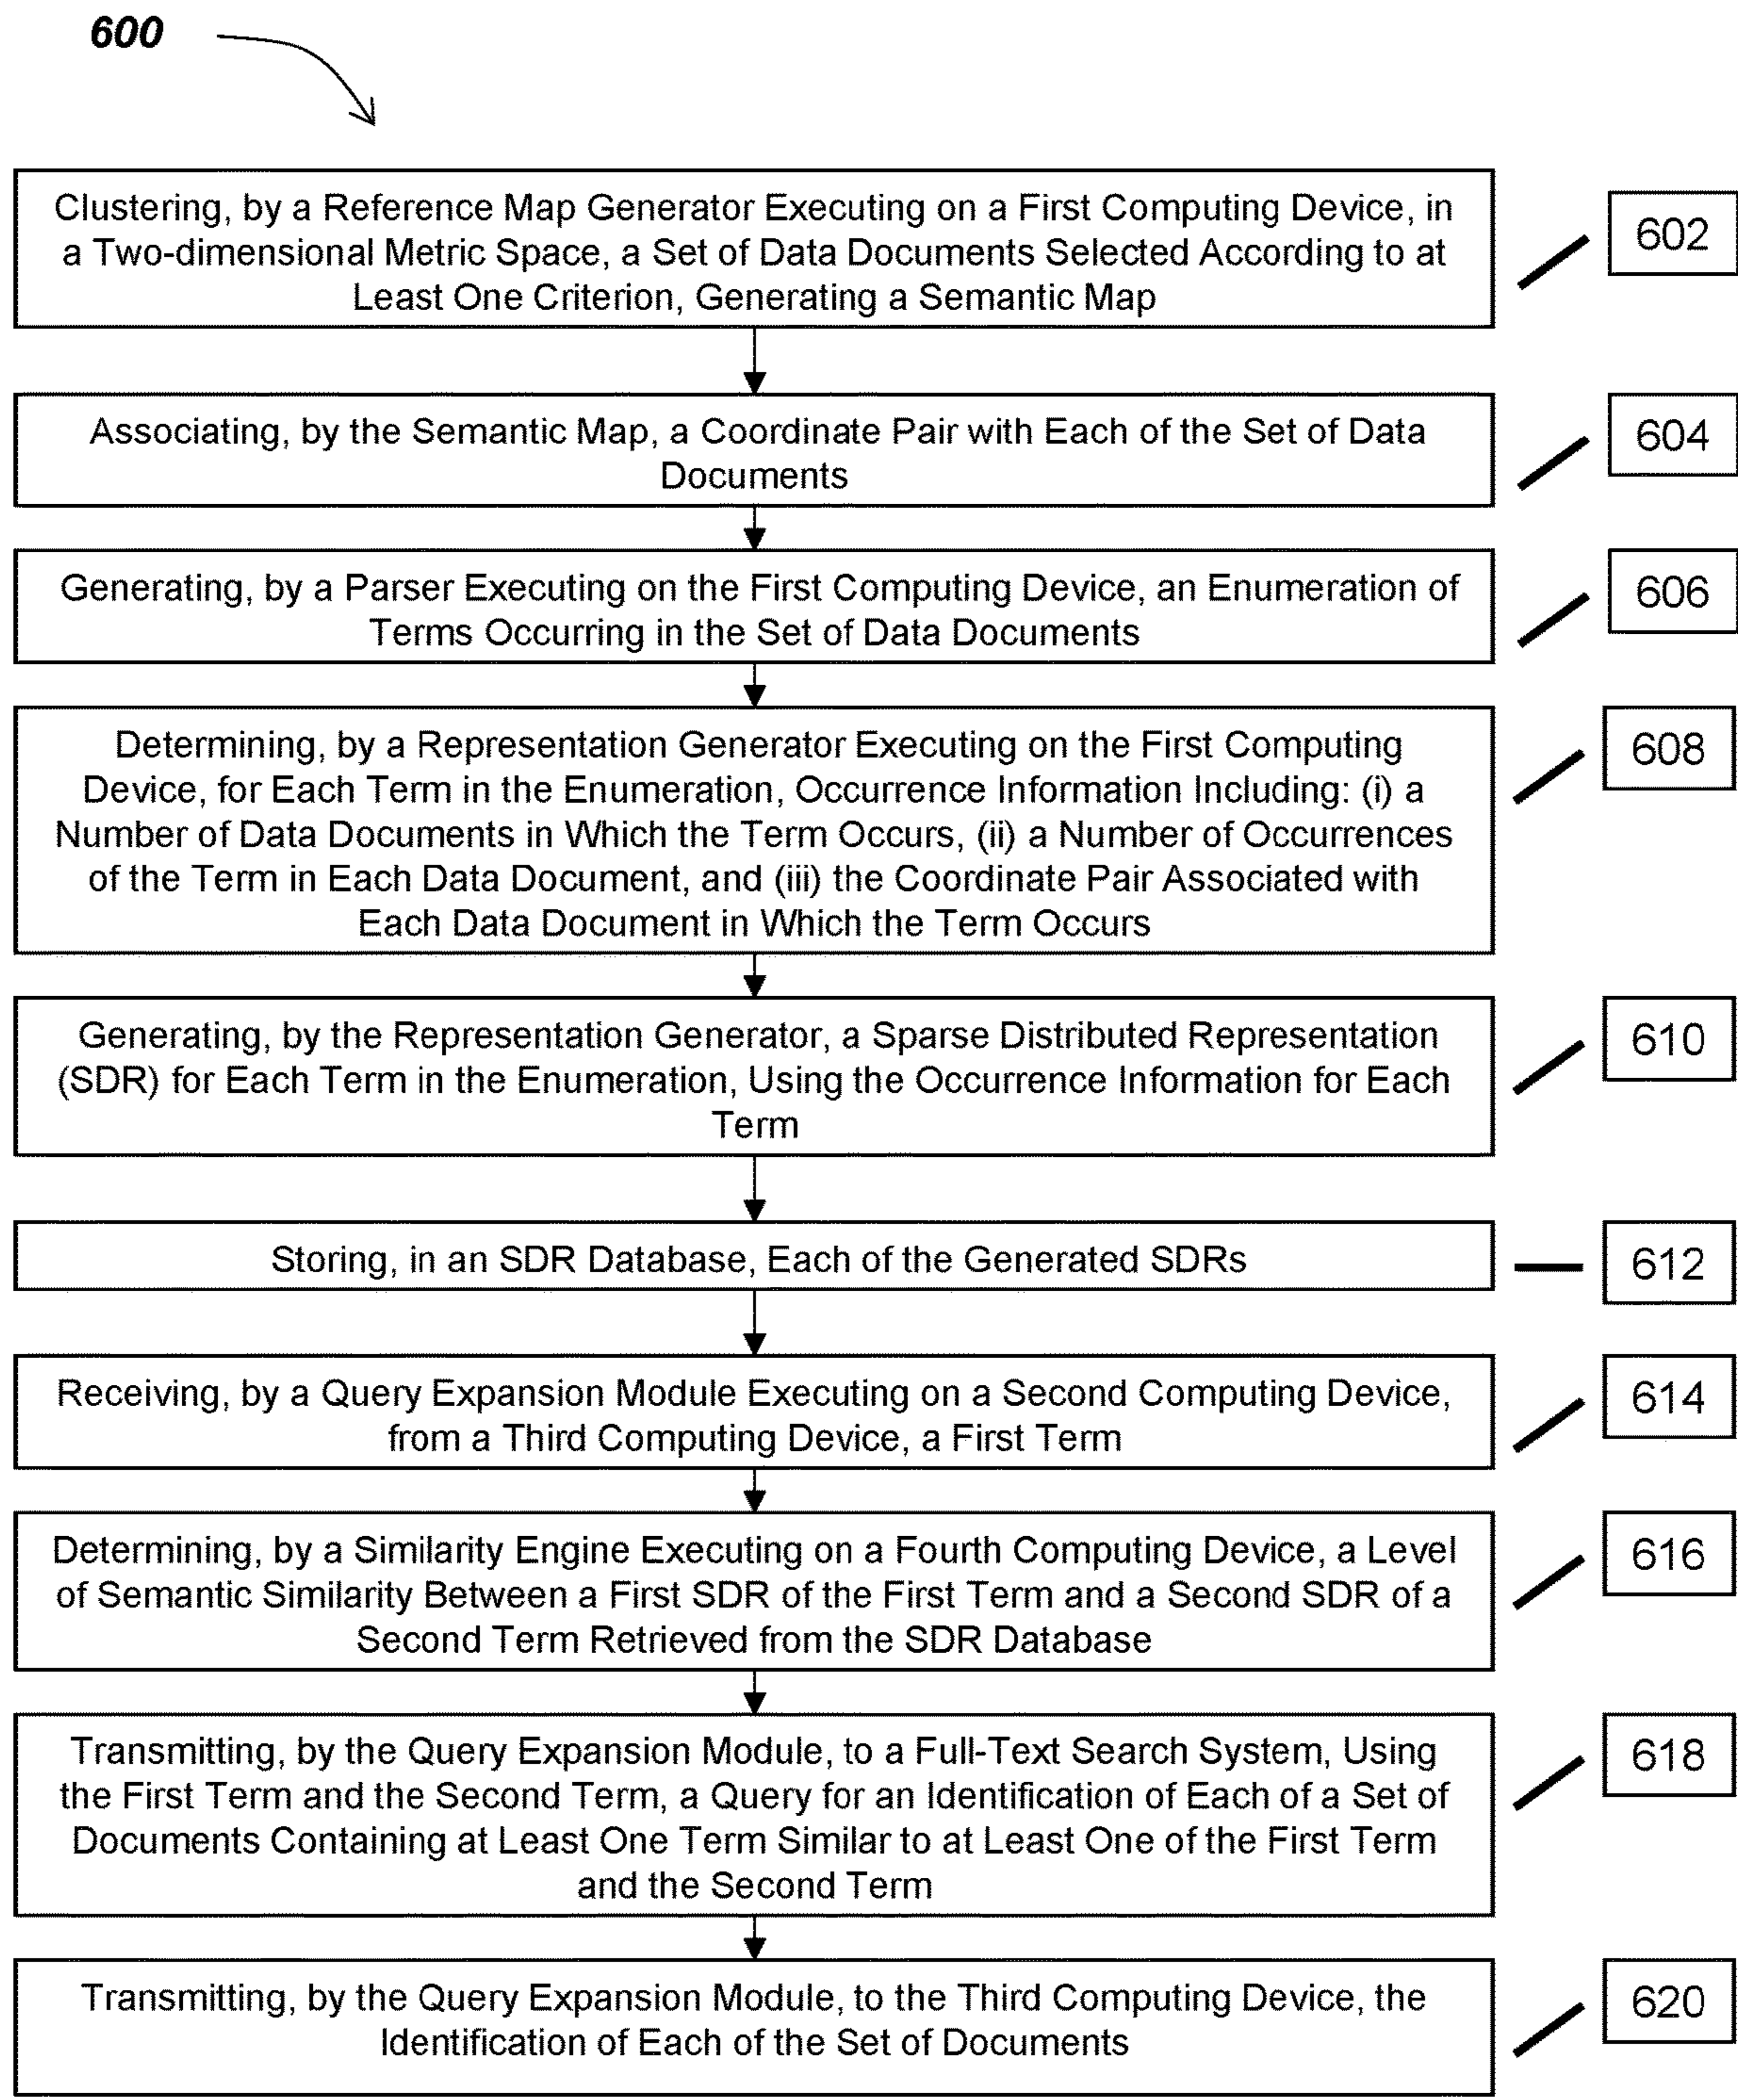 600
Clustering, by a Reference Map Generator Executing on a First Computing Device, in
a Two-dimensional Metric Space, a Set of Data Documents Selected According to at
Least One Criterion, Generating a Semantic Map
602
Associating, by the Semantic Map, a Coordinate Pair with Each of the Set of Data
Documents
604
Generating, by a Parser Executing on the First Computing Device, an Enumeration of
Terms Occurring in the Set of Data Documents
606
Determining, by a Representation Generator Executing on the First Computing
Device, for Each Term in the Enumeration, Occurrence Information Including: (i) a
Number of Data Documents in Which the Term Occurs, (ii) a Number of Occurrences
of the Term in Each Data Document, and (iii) the Coordinate Pair Associated with
Each Data Document in Which the Term Occurs
608
Generating, by the Representation Generator, a Sparse Distributed Representation
(SDR) for Each Term in the Enumeration, Using the Occurrence Information for Each
Term
610
Storing, in an SDR Database, Each of the Generated SDRs
612
Receiving, by a Query Expansion Module Executing on a Second Computing Device,
from a Third Computing Device, a First Term
614
Determining, by a Similarity Engine Executing on a Fourth Computing Device, a Level
of Semantic Similarity Between a First SDR of the First Term and a Second SDR of a
Second Term Retrieved from the SDR Database
616
Transmitting, by the Query Expansion Module, to a Full-Text Search System, Using
the First Term and the Second Term, a Query for an Identification of Each of a Set of
Documents Containing at Least One Term Similar to at Least One of the First Term
and the Second Term
618
Transmitting, by the Query Expansion Module, to the Third Computing Device, the
Identification of Each of the Set of Documents
620